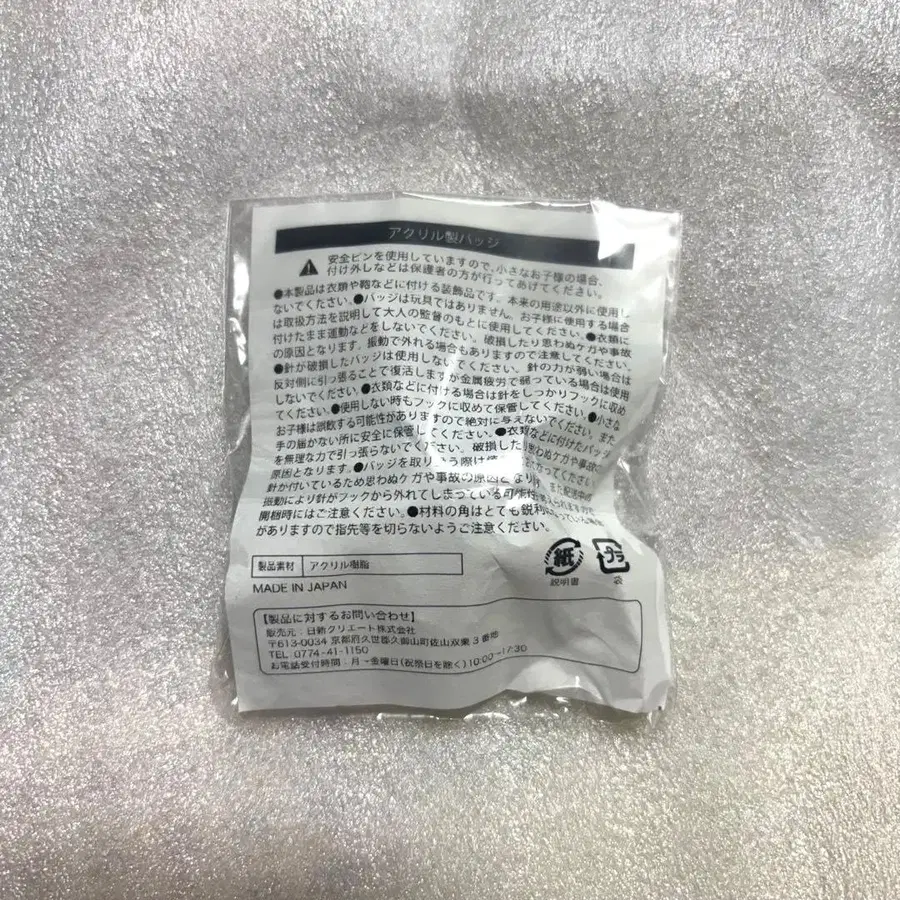 アクリル製バッジ
安全ピンを使用していますので、小さなお子様の場合、
付け外しなどは保護者の方が行ってあげてください。
●本製品は衣類や鞄などに付ける装飾品です。本来の用途以外に使用し
ないでください。●バッジは玩具ではありません。お子様に使用する場合
は取扱方法を説明して大人の監督のもとに使用してください。●衣類に
付けたまま運動などをしないでください。破損したり思わぬケガや事故
の原因となります。振動で外れる場合もありますので注意してください。
●針が破損したバッジは使用しないでください。針の力が弱い場合は
反対側に引っ張ることで復活しますが金属疲労で弱っている場合は使用
しないでください。●衣類などに付ける場合は針をしっかりフックに収め
てください。●使用しない時もフックに収めて保管してください。●小さな
お子様は誤飲する可能性がありますので絶対に与えないでください。また
手の届かない所に安全に保管してください。●衣類などに付けたバッジ
を無理な力で引っ張らないでください。破損した思わぬケガや事故の
原因となります。●バッジを取り扱う際は
針が付いているため思わぬケガや事故の原因となり また配送中の
振動により針がフックから外れてしまっている可能性
開梱時にはご注意ください。●材料の角はとても鋭利
がありますので指先等を切らないようご注意ください。
製品素材 アクリル樹脂
MADE IN JAPAN
紙 プラ
説明書 袋
【製品に対するお問い合わせ】
販売元:日新クリエート株式会社
〒613-0034 京都府久世郡久御山町佐山双栗3番地
TEL 0774-41-1150
お電話受付時間:月~金曜日(祝祭日を除く)10:00~17:30